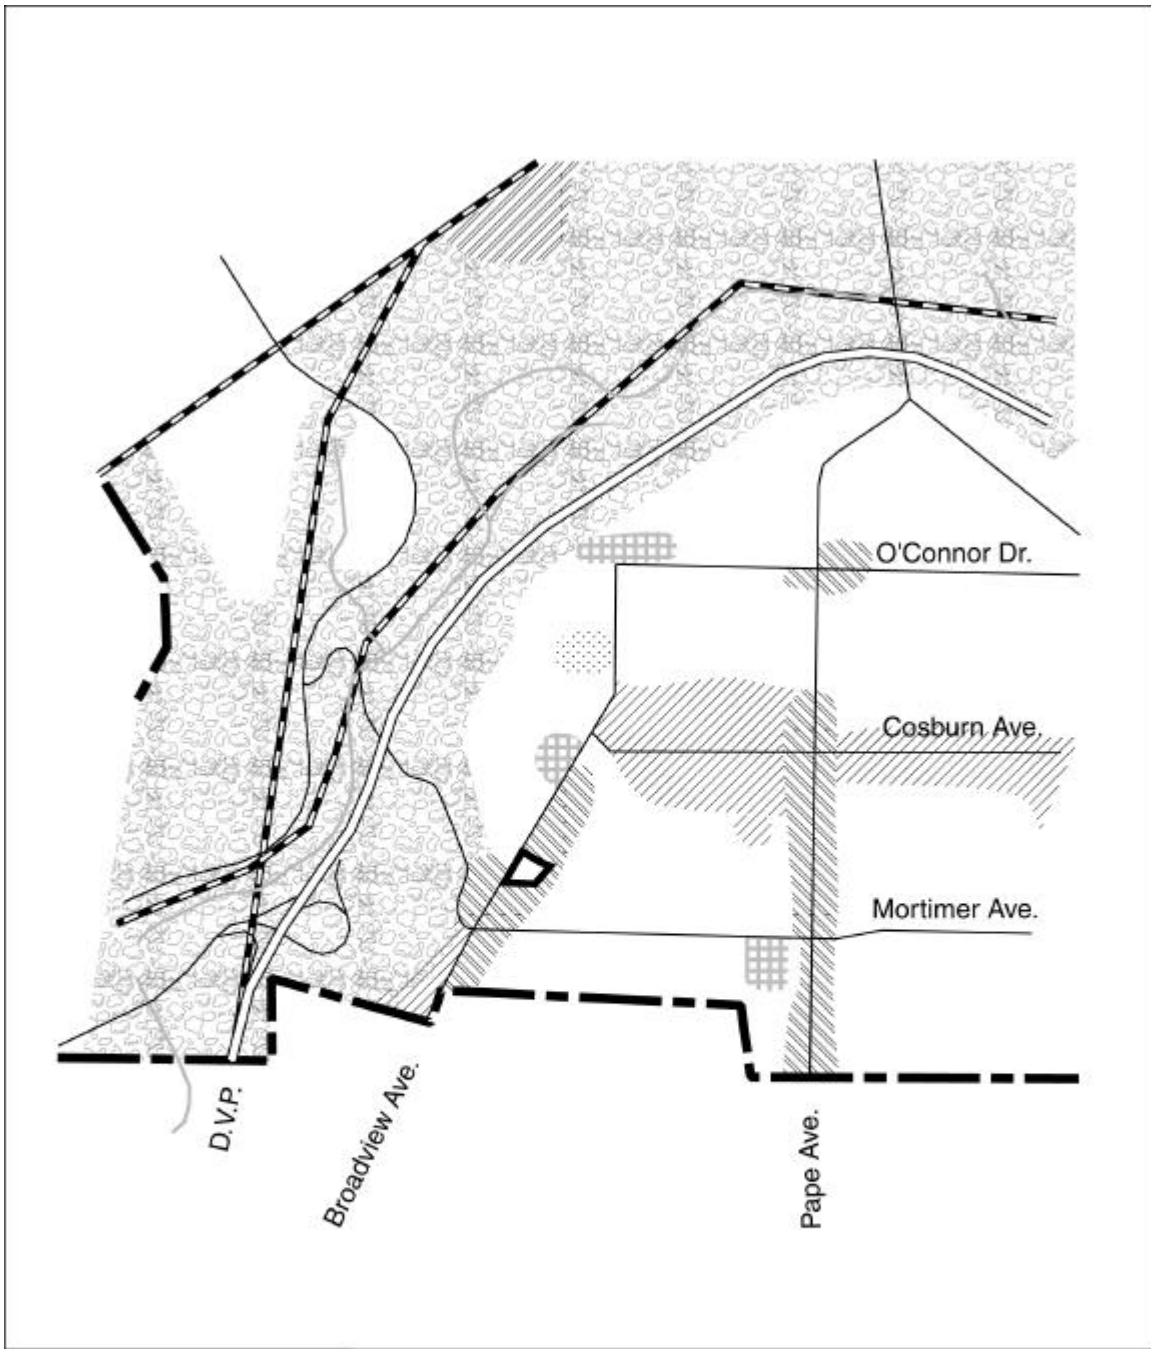 O'Connor Dr.
Cosburn Ave.
Mortimer Ave.
D.V.P.
Broadview Ave.
Pape Ave.